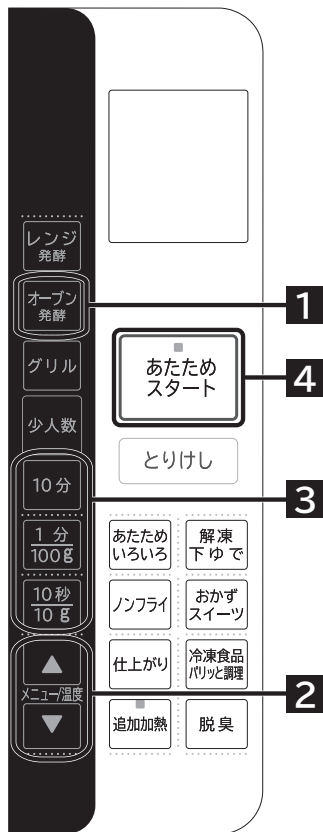 レンジ
発酵
オーブン
発酵
1
グリル
あたため
スタート
4
少人数
とりけし
10分
3
1分
100g
あたため
いろいろ
解凍
下ゆで
10秒
10g
ノンフライ
おかず
スイーツ
▲
メニュー/温度
▼
2
仕上がり
冷凍食品
パリッと調理
追加加熱
脱臭